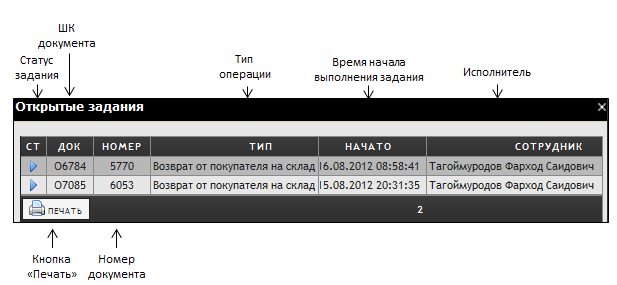 ШК
документа
Статус
задания
Тип
операции
Время начала
выполнения задания
Исполнитель
Открытые задания
СТ ДОК НОМЕР ТИП НАЧАТО СОТРУДНИК
О6784 5770 Возврат от покупателя на склад 16.08.2012 08:58:41 Тагоймуродов Фарход Саидович
О7085 6053 Возврат от покупателя на склад 15.08.2012 20:31:35 Тагоймуродов Фарход Саидович
ПЕЧАТЬ 2
Кнопка
«Печать»
Номер
документа